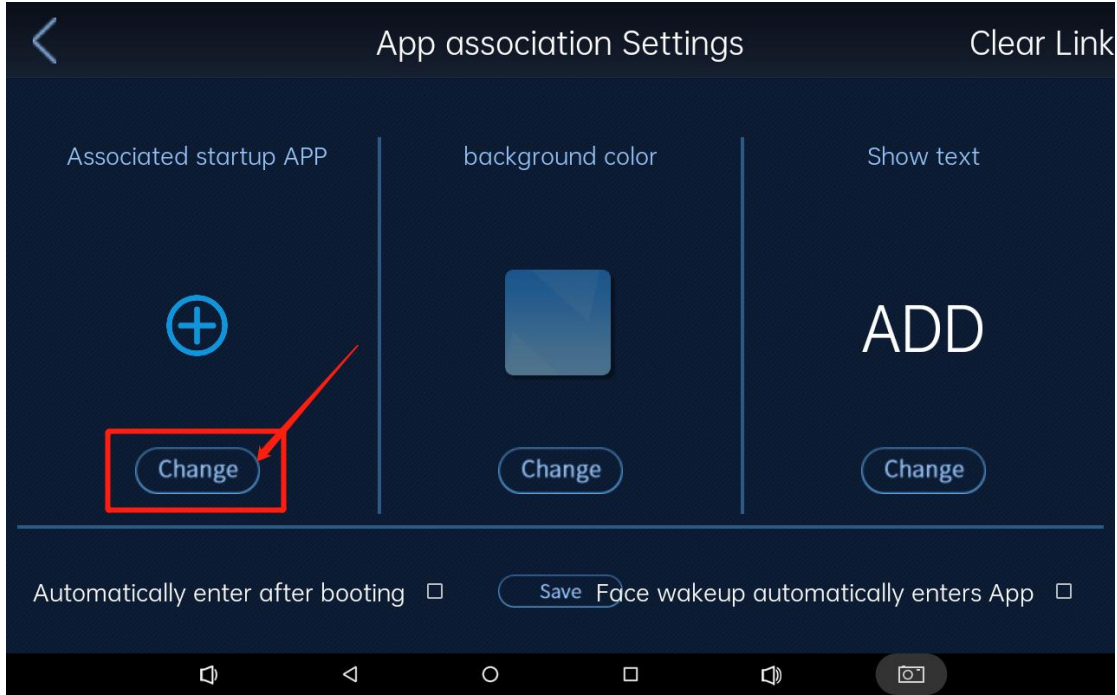 App association Settings
Clear Link
Associated startup APP
background color
Show text
ADD
Change
Change
Change
Automatically enter after booting
Save
Face wakeup automatically enters App